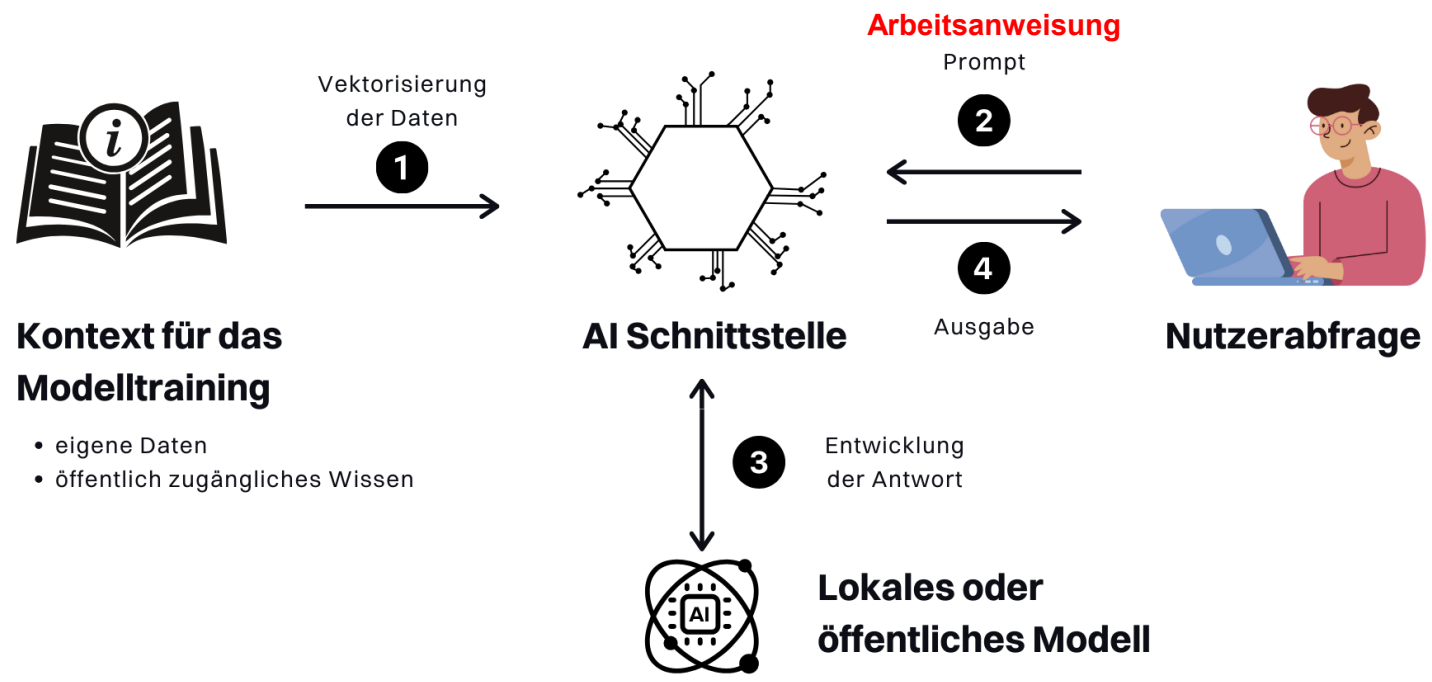 Arbeitsanweisung
Prompt
2
Vektorisierung
der Daten
1
i
4
Ausgabe
Kontext für das
Modelltraining
• eigene Daten
• öffentlich zugängliches Wissen
AI Schnittstelle
Nutzerabfrage
3
Entwicklung
der Antwort
AI
Lokales oder
öffentliches Modell